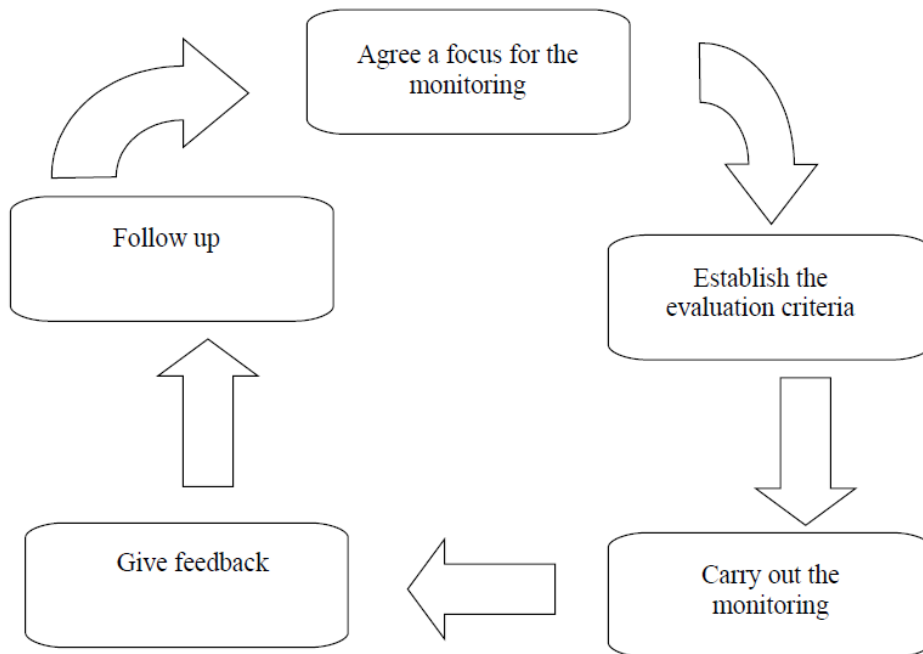 Agree a focus for the
monitoring
Follow up
Establish the
evaluation criteria
Give feedback
Carry out the
monitoring